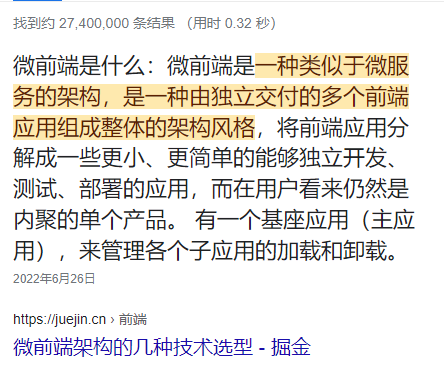 找到约 27,400,000 条结果 （用时 0.32 秒）
微前端是什么：微前端是一种类似于微服
务的架构，是一种由独立交付的多个前端
应用组成整体的架构风格，将前端应用分
解成一些更小、更简单的能够独立开发、
测试、部署的应用，而在用户看来仍然是
内聚的单个产品。 有一个基座应用（主应
用），来管理各个子应用的加载和卸载。
2022年6月26日
https://juejin.cn › 前端
微前端架构的几种技术选型 - 掘金